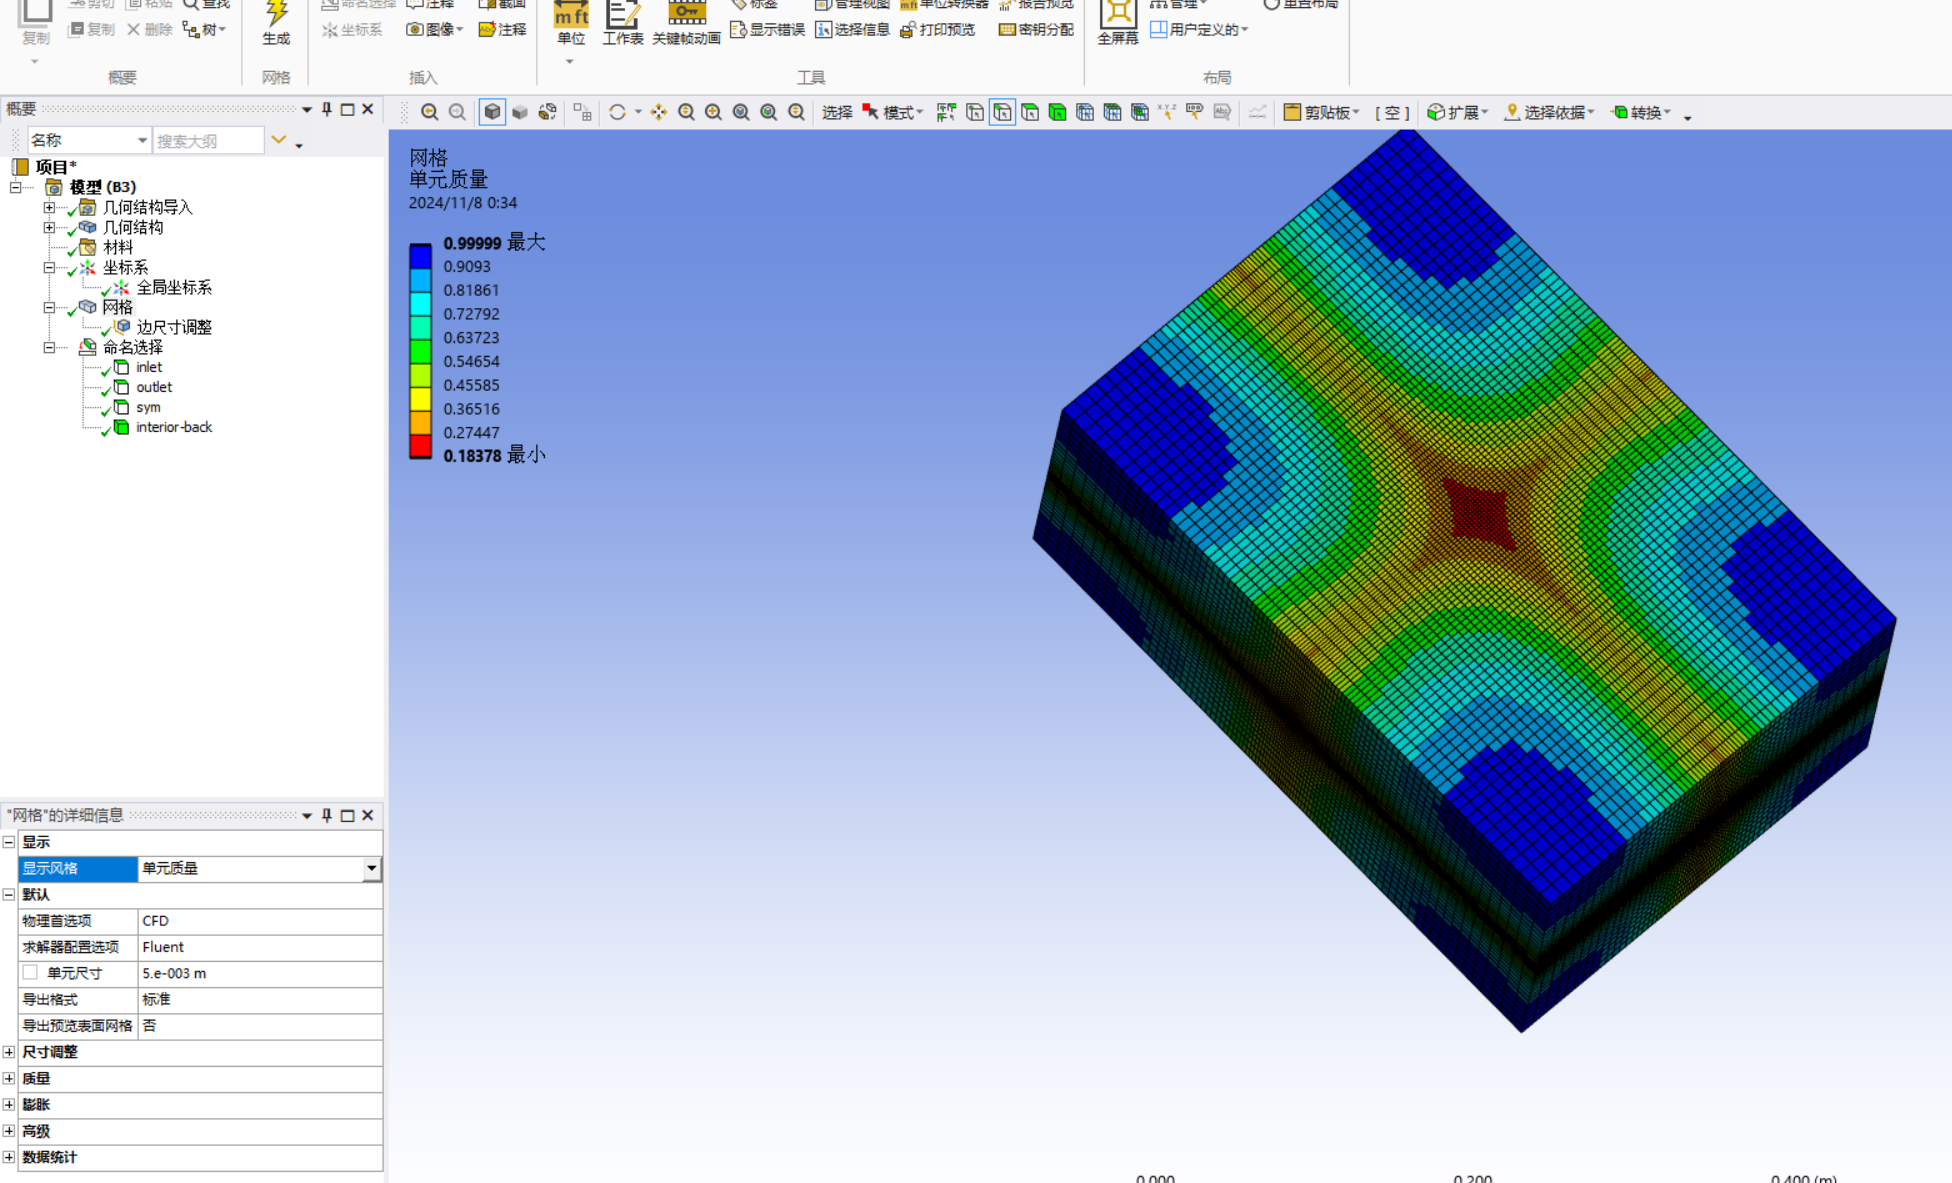 剪切 粘贴 查找
复制 复制 删除 树
概要
生成
网格
命名选择 注释 截面
坐标系 图像 注释
插入
单位 工作表 关键帧动画
标签 管理视图 单位转换器 报告预览
显示错误 选择信息 打印预览 密钥分配
工具
全屏幕
管理 重置布局
用户定义的
布局
概要
名称 搜索大纲
选择 模式 剪贴板 [ 空 ] 扩展 选择依据 转换
项目*
模型 (B3)
几何结构导入
几何结构
材料
坐标系
全局坐标系
网格
边尺寸调整
命名选择
inlet
outlet
sym
interior-back
网格
单元质量
2024/11/8 0:34
0.99999 最大
0.9093
0.81861
0.72792
0.63723
0.54654
0.45585
0.36516
0.27447
0.18378 最小
"网格"的详细信息
显示
显示风格 单元质量
默认
物理首选项 CFD
求解器配置选项 Fluent
单元尺寸 5.e-003 m
导出格式 标准
导出预览表面网格 否
尺寸调整
质量
膨胀
高级
数据统计
0.000 0.200 0.400 (m)